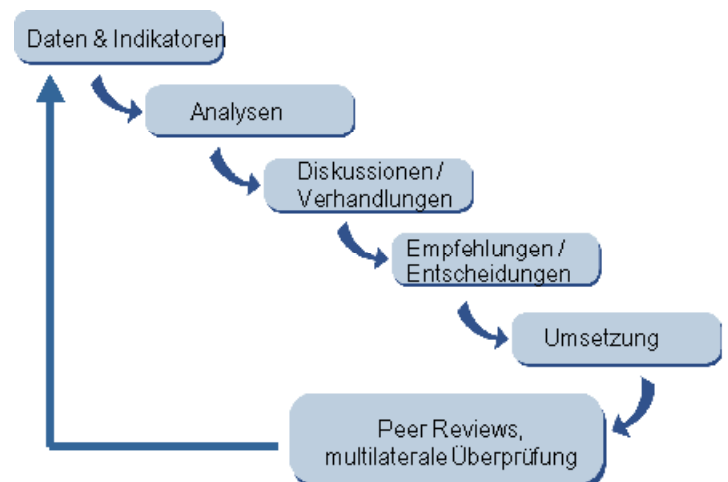 Daten & Indikatoren
Analysen
Diskussionen /
Verhandlungen
Empfehlungen /
Entscheidungen
Umsetzung
Peer Reviews,
multilaterale Überprüfung